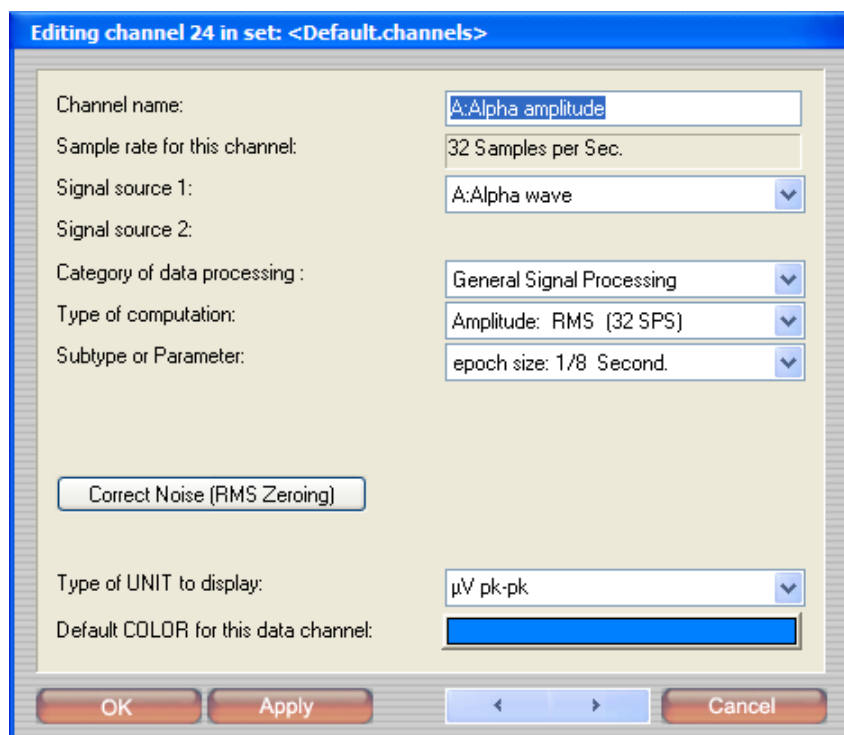 Editing channel 24 in set: <Default.channels>
Channel name: A:Alpha amplitude
Sample rate for this channel: 32 Samples per Sec.
Signal source 1: A:Alpha wave
Signal source 2:
Category of data processing : General Signal Processing
Type of computation: Amplitude: RMS (32 SPS)
Subtype or Parameter: epoch size: 1/8 Second.
Correct Noise (RMS Zeroing)
Type of UNIT to display: µV pk-pk
Default COLOR for this data channel:
OK Apply Cancel